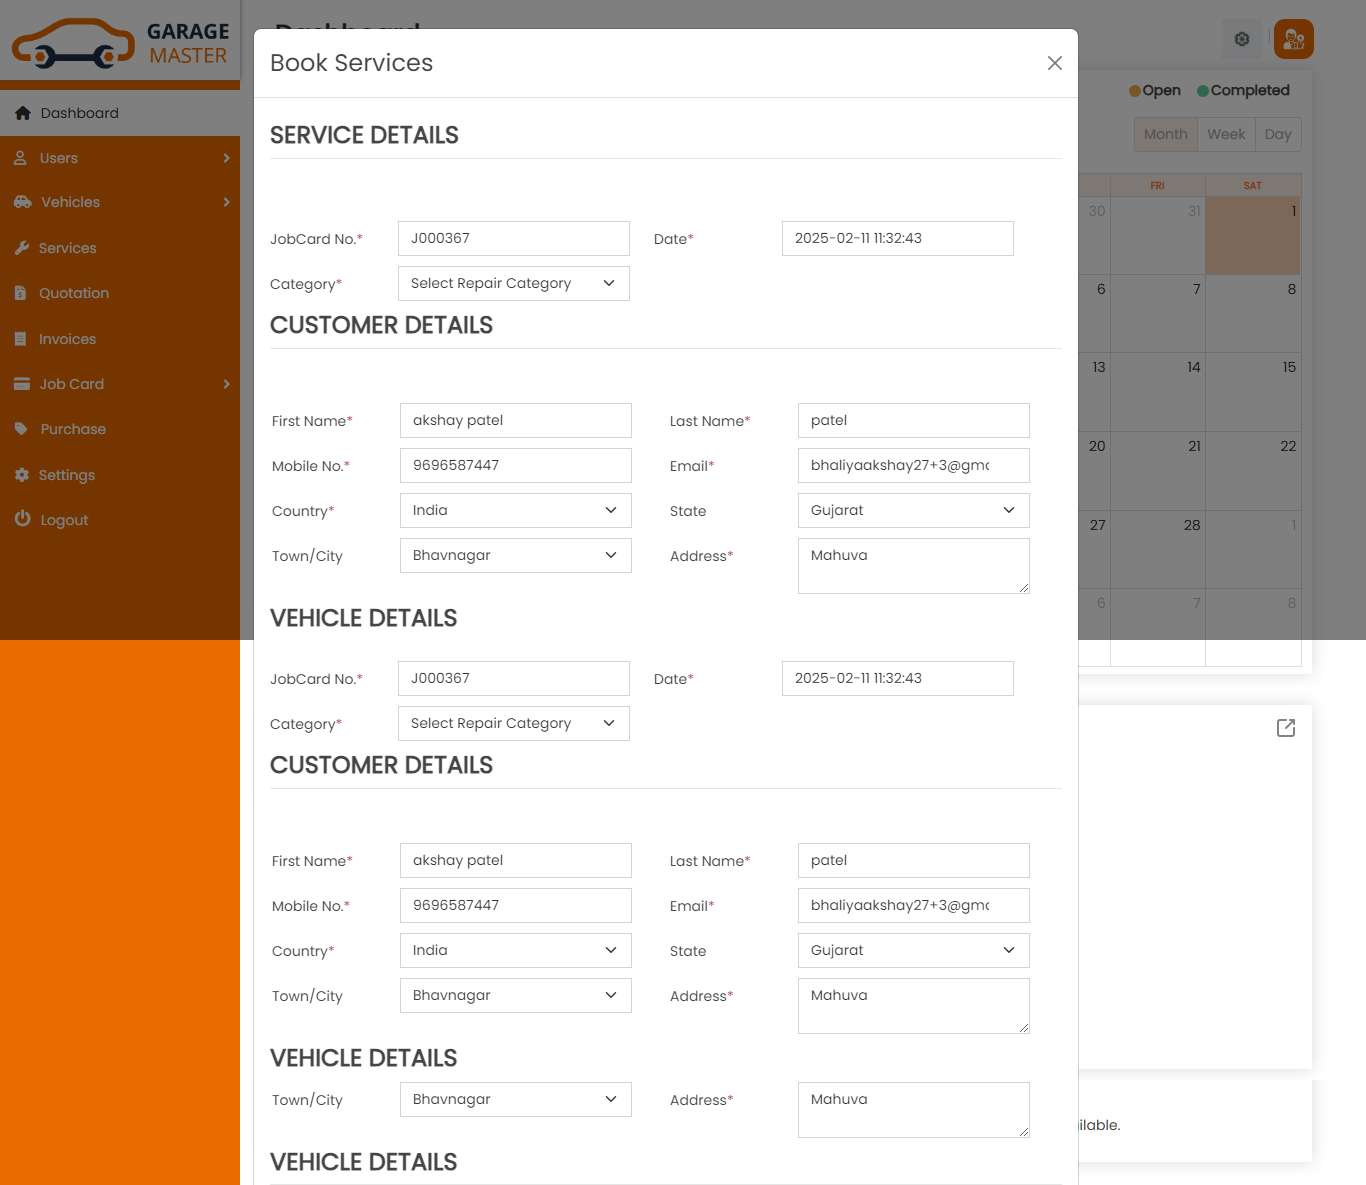 GARAGE
MASTER
Dashboard
Users
Vehicles
Services
Quotation
Invoices
Job Card
Purchase
Settings
Logout
Dashboard
Book Services
SERVICE DETAILS
JobCard No.* J000367 Date* 2025-02-11 11:32:43
Category* Select Repair Category
CUSTOMER DETAILS
First Name* akshay patel Last Name* patel
Mobile No.* 9696587447 Email* bhaliyaakshay27+3@gmc
Country* India State Gujarat
Town/City Bhavnagar Address* Mahuva
VEHICLE DETAILS
JobCard No.* J000367 Date* 2025-02-11 11:32:43
Category* Select Repair Category
CUSTOMER DETAILS
First Name* akshay patel Last Name* patel
Mobile No.* 9696587447 Email* bhaliyaakshay27+3@gmc
Country* India State Gujarat
Town/City Bhavnagar Address* Mahuva
VEHICLE DETAILS
Town/City Bhavnagar Address* Mahuva
VEHICLE DETAILS
Open Completed
Month Week Day
FRI SAT
30 31 1
6 7 8
13 14 15
20 21 22
27 28 1
6 7 8
ilable.